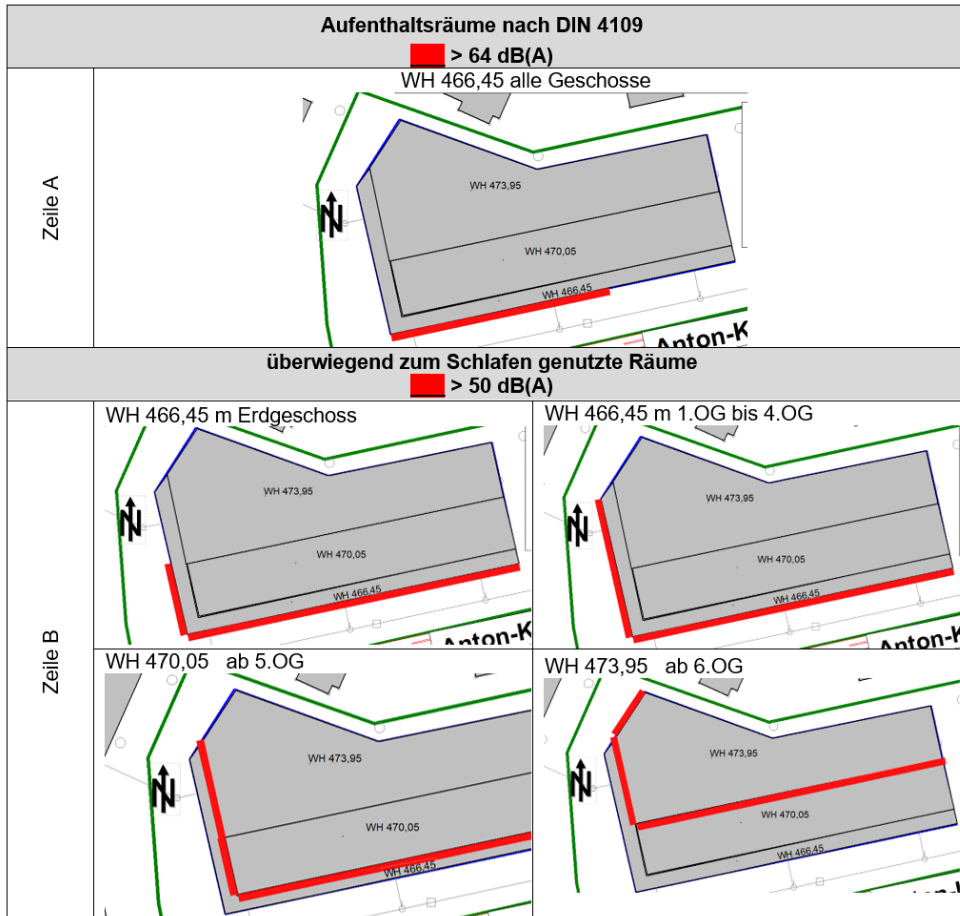 Aufenthaltsräume nach DIN 4109
> 64 dB(A)
Zeile A
WH 466,45 alle Geschosse
WH 473,95
N
WH 470,05
WH 466,45
Anton-K
überwiegend zum Schlafen genutzte Räume
> 50 dB(A)
Zeile B
WH 466,45 m Erdgeschoss
WH 473,95
N
WH 470,05
WH 466,45
Anton-K
WH 466,45 m 1.OG bis 4.OG
WH 473,95
N
WH 470,05
WH 466,45
Anton-K
WH 470,05 ab 5.OG
WH 473,95
N
WH 470,05
WH 466,45
WH 473,95 ab 6.OG
WH 473,95
N
WH 470,05
WH 466,45